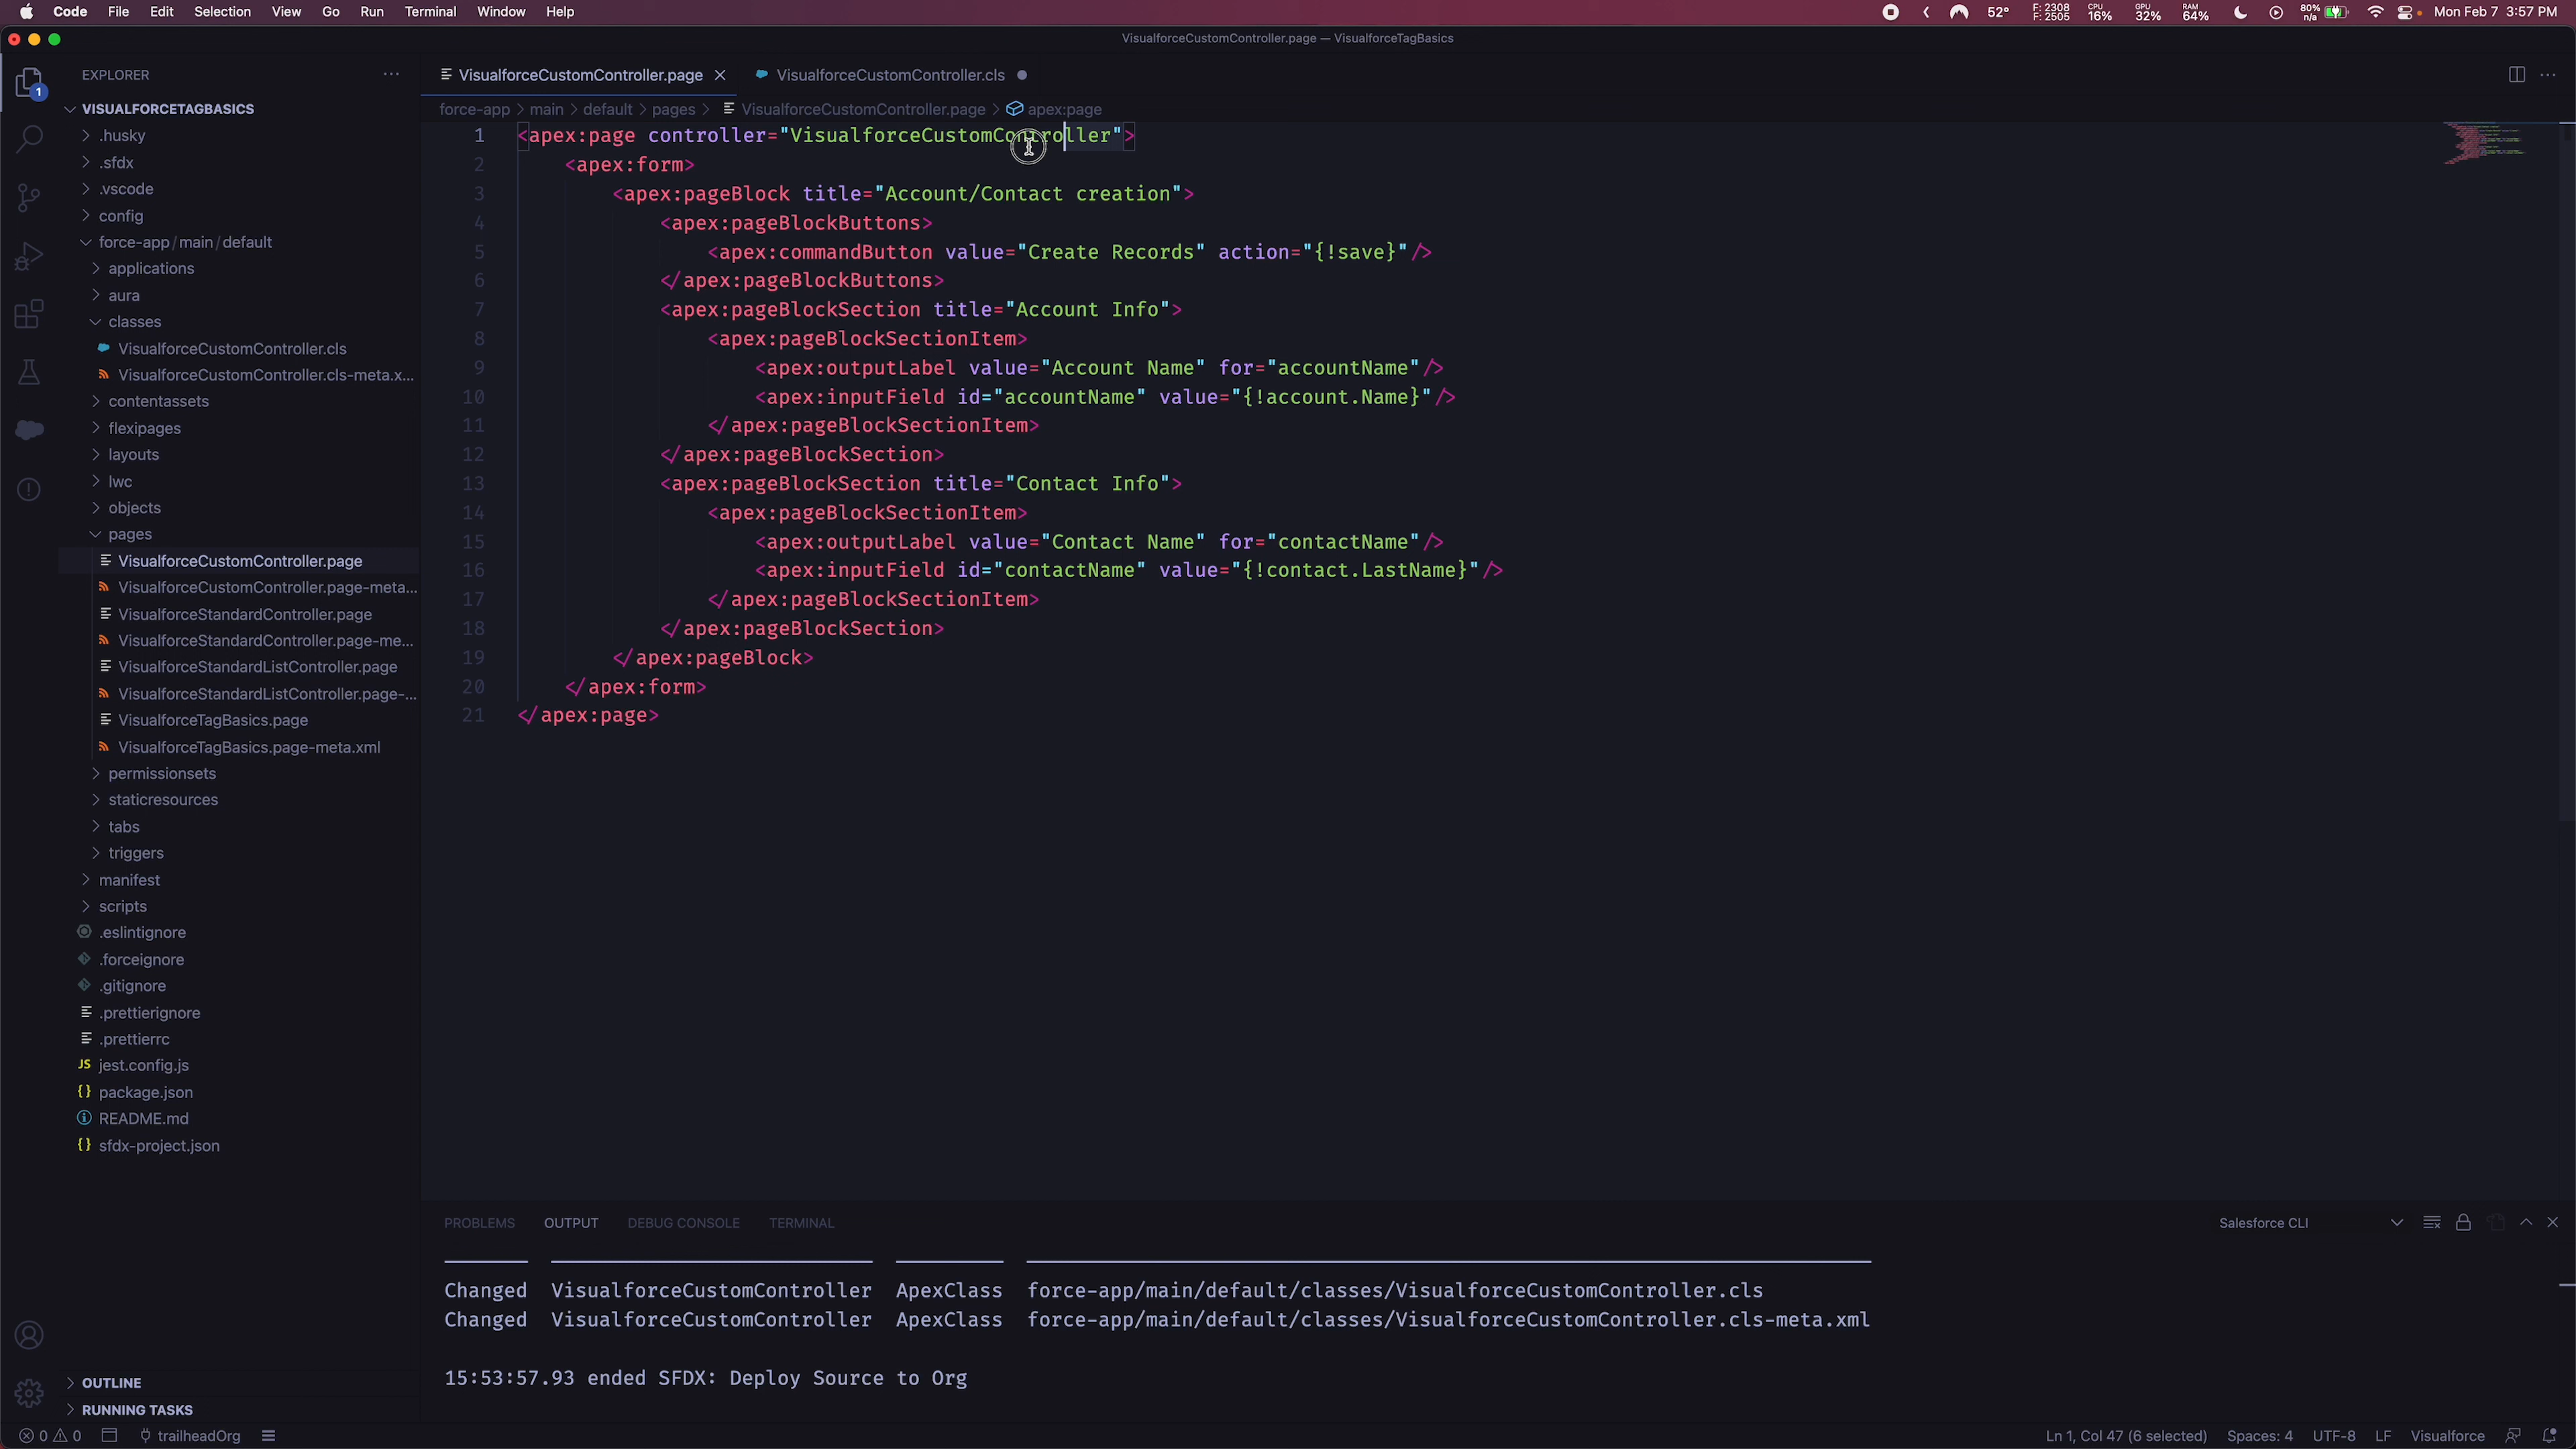 Code File Edit Selection View Go Run Terminal Window Help
52° F: 2308 F: 2505 CPU 16% GPU 32% RAM 64% 80% n/a Mon Feb 7 3:57 PM
VisualforceCustomController.page — VisualforceTagBasics
EXPLORER
VisualforceCustomController.page
VisualforceCustomController.cls
force-app > main > default > pages > VisualforceCustomController.page > apex:page
1
VISUALFORCETAGBASICS
.husky
.sfdx
.vscode
config
force-app/main/default
applications
aura
classes
VisualforceCustomController.cls
VisualforceCustomController.cls-meta.x...
contentassets
flexipages
layouts
lwc
objects
pages
VisualforceCustomController.page
VisualforceCustomController.page-meta...
VisualforceStandardController.page
VisualforceStandardController.page-me...
VisualforceStandardListController.page
VisualforceStandardListController.page-...
VisualforceTagBasics.page
VisualforceTagBasics.page-meta.xml
permissionsets
staticresources
tabs
triggers
manifest
scripts
.eslintignore
.forceignore
.gitignore
.prettierignore
.prettierrc
JS jest.config.js
{} package.json
README.md
{} sfdx-project.json
OUTLINE
RUNNING TASKS
1 <apex:page controller="VisualforceCustomController">
2 <apex:form>
3 <apex:pageBlock title="Account/Contact creation">
4 <apex:pageBlockButtons>
5 <apex:commandButton value="Create Records" action="{!save}"/>
6 </apex:pageBlockButtons>
7 <apex:pageBlockSection title="Account Info">
8 <apex:pageBlockSectionItem>
9 <apex:outputLabel value="Account Name" for="accountName"/>
10 <apex:inputField id="accountName" value="{!account.Name}"/>
11 </apex:pageBlockSectionItem>
12 </apex:pageBlockSection>
13 <apex:pageBlockSection title="Contact Info">
14 <apex:pageBlockSectionItem>
15 <apex:outputLabel value="Contact Name" for="contactName"/>
16 <apex:inputField id="contactName" value="{!contact.LastName}"/>
17 </apex:pageBlockSectionItem>
18 </apex:pageBlockSection>
19 </apex:pageBlock>
20 </apex:form>
21 </apex:page>
PROBLEMS OUTPUT DEBUG CONSOLE TERMINAL Salesforce CLI
Changed VisualforceCustomController ApexClass force-app/main/default/classes/VisualforceCustomController.cls
Changed VisualforceCustomController ApexClass force-app/main/default/classes/VisualforceCustomController.cls-meta.xml
15:53:57.93 ended SFDX: Deploy Source to Org
0 0 trailheadOrg Ln 1, Col 47 (6 selected) Spaces: 4 UTF-8 LF Visualforce